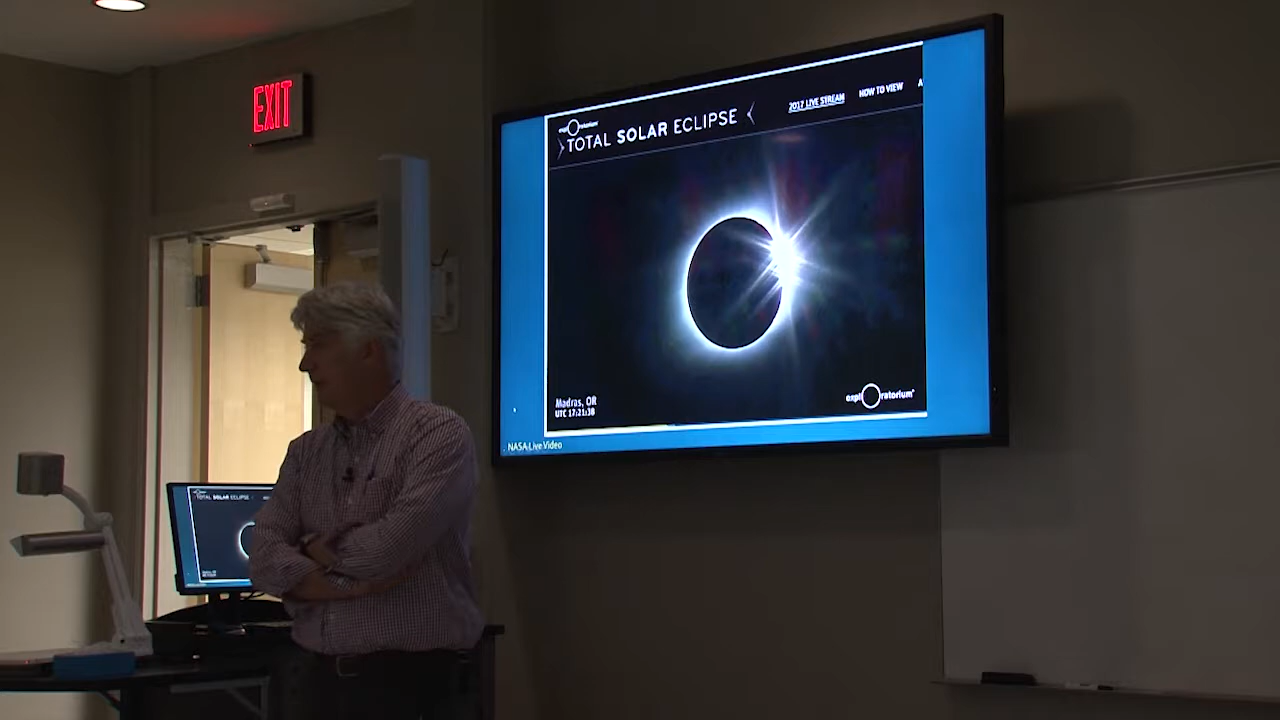 EXIT
exploratorium
TOTAL SOLAR ECLIPSE
2017 LIVE STREAM
HOW TO VIEW
A
Madras, OR
UTC 17:21:38
exploratorium
NASA Live Video
TOTAL SOLAR ECLIPSE